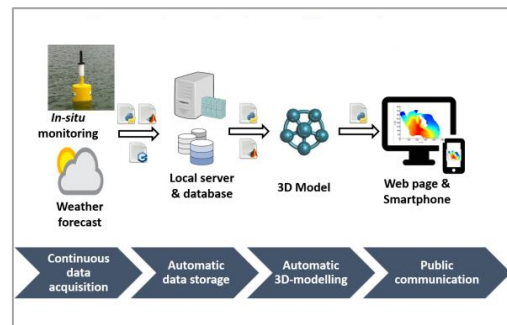 In-situ
monitoring
Weather
forecast
Local server
& database
3D Model
Web page &
Smartphone
Continuous
data
acquisition
Automatic
data storage
Automatic
3D-modelling
Public
communication